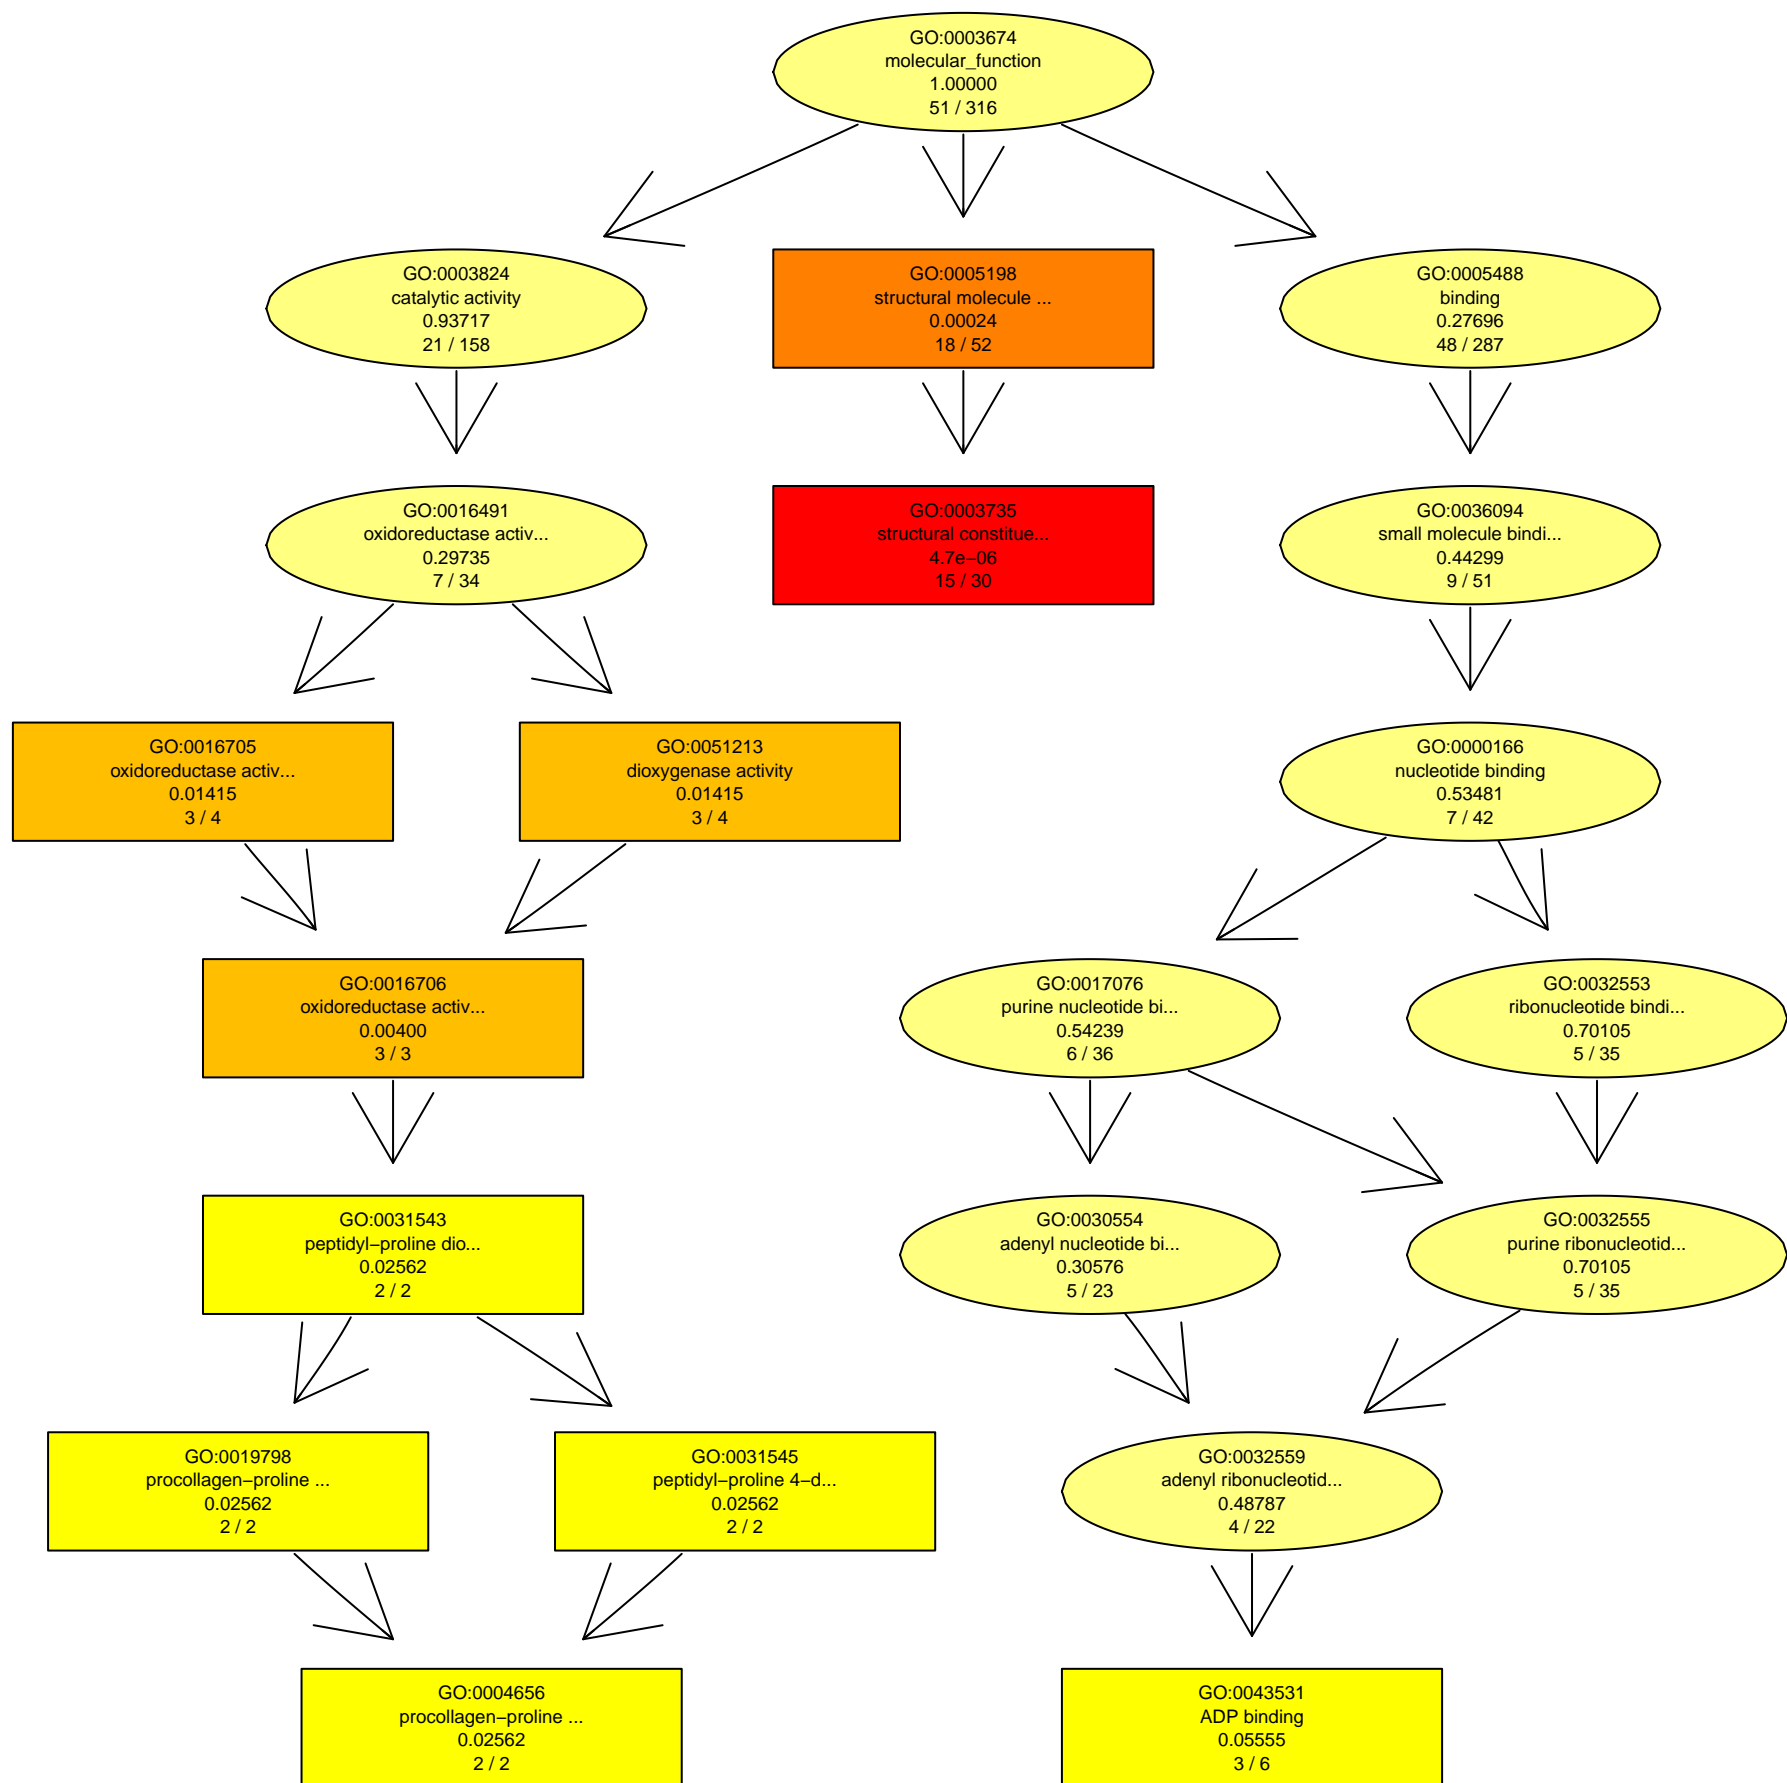 GO:0003674
molecular_function
1.00000
51 / 316
GO:0003824
catalytic activity
0.93717
21 / 158
GO:0005198
structural molecule ...
0.00024
18 / 52
GO:0005488
binding
0.27696
48 / 287
GO:0016491
oxidoreductase activ...
0.29735
7 / 34
GO:0003735
structural constitue...
4.7e−06
15 / 30
GO:0036094
small molecule bindi...
0.44299
9 / 51
GO:0016705
oxidoreductase activ...
0.01415
3 / 4
GO:0051213
dioxygenase activity
0.01415
3 / 4
GO:0000166
nucleotide binding
0.53481
7 / 42
GO:0016706
oxidoreductase activ...
0.00400
3 / 3
GO:0017076
purine nucleotide bi...
0.54239
6 / 36
GO:0032553
ribonucleotide bindi...
0.70105
5 / 35
GO:0031543
peptidyl−proline dio...
0.02562
2 / 2
GO:0030554
adenyl nucleotide bi...
0.30576
5 / 23
GO:0032555
purine ribonucleotid...
0.70105
5 / 35
GO:0019798
procollagen−proline ...
0.02562
2 / 2
GO:0031545
peptidyl−proline 4−d...
0.02562
2 / 2
GO:0032559
adenyl ribonucleotid...
0.48787
4 / 22
GO:0004656
procollagen−proline ...
0.02562
2 / 2
GO:0043531
ADP binding
0.05555
3 / 6